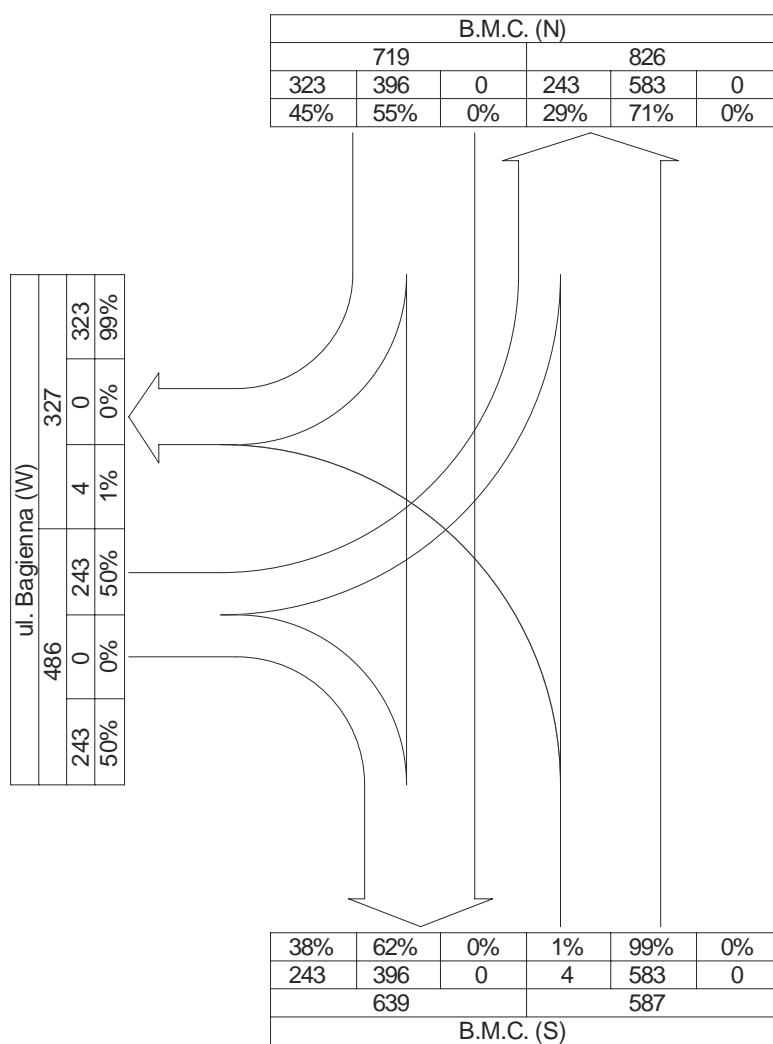 B.M.C. (N)
719 826
323 396 0 243 583 0
45% 55% 0% 29% 71% 0%
ul. Bagienna (W)
486 327
243 0 243 4 0 323
50% 0% 50% 1% 0% 99%
38% 62% 0% 1% 99% 0%
243 396 0 4 583 0
639 587
B.M.C. (S)